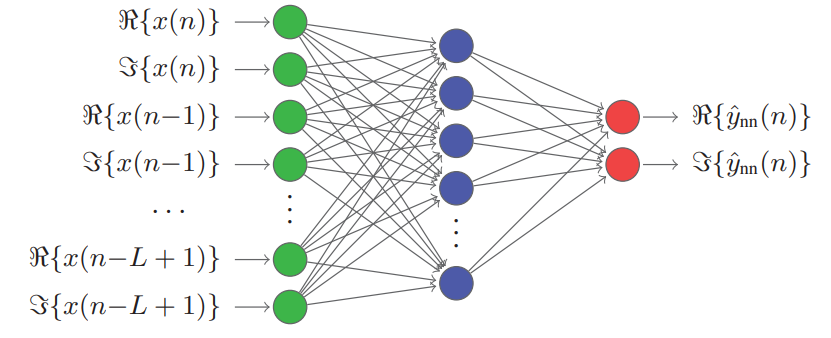 ℜ{x(n)}
ℑ{x(n)}
ℜ{x(n−1)}
ℑ{x(n−1)}
...
ℜ{x(n−L + 1)}
ℑ{x(n−L + 1)}
ℜ{ŷnn(n)}
ℑ{ŷnn(n)}